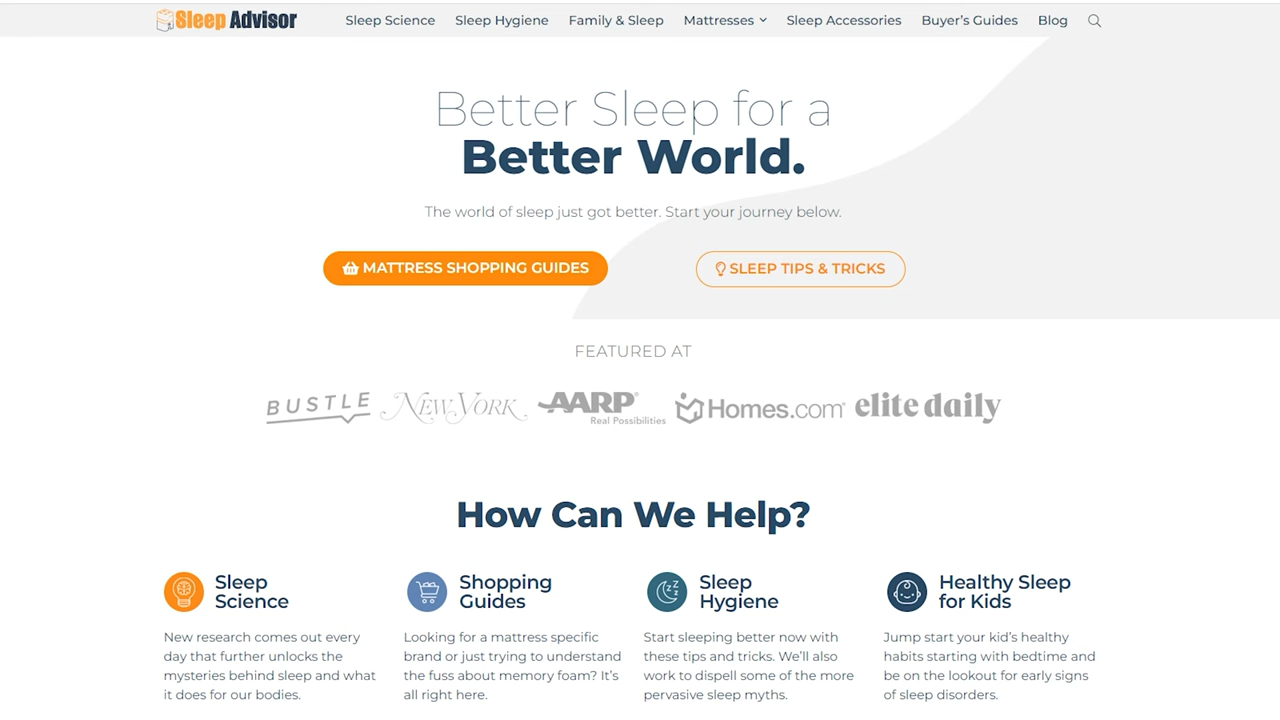 Sleep Advisor
Sleep Science Sleep Hygiene Family & Sleep Mattresses Sleep Accessories Buyer's Guides Blog
Better Sleep for a
Better World.
The world of sleep just got better. Start your journey below.
MATTRESS SHOPPING GUIDES
SLEEP TIPS & TRICKS
FEATURED AT
BUSTLE NEW YORK AARP® Homes.com® elite daily
Real Possibilities
How Can We Help?
Sleep
Science
New research comes out every
day that further unlocks the
mysteries behind sleep and what
it does for our bodies.
Shopping
Guides
Looking for a mattress specific
brand or just trying to understand
the fuss about memory foam? It's
all right here.
Sleep
Hygiene
Start sleeping better now with
these tips and tricks. We'll also
work to dispell some of the more
pervasive sleep myths.
Healthy Sleep
for Kids
Jump start your kid's healthy
habits starting with bedtime and
be on the lookout for early signs
of sleep disorders.